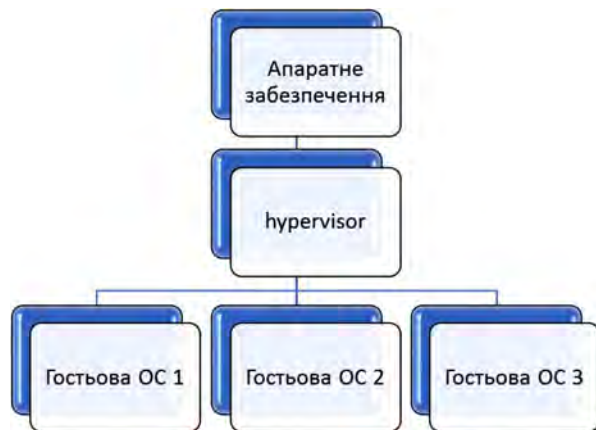 Апаратне
забезпечення
hypervisor
Гостьова ОС 1
Гостьова ОС 2
Гостьова ОС 3